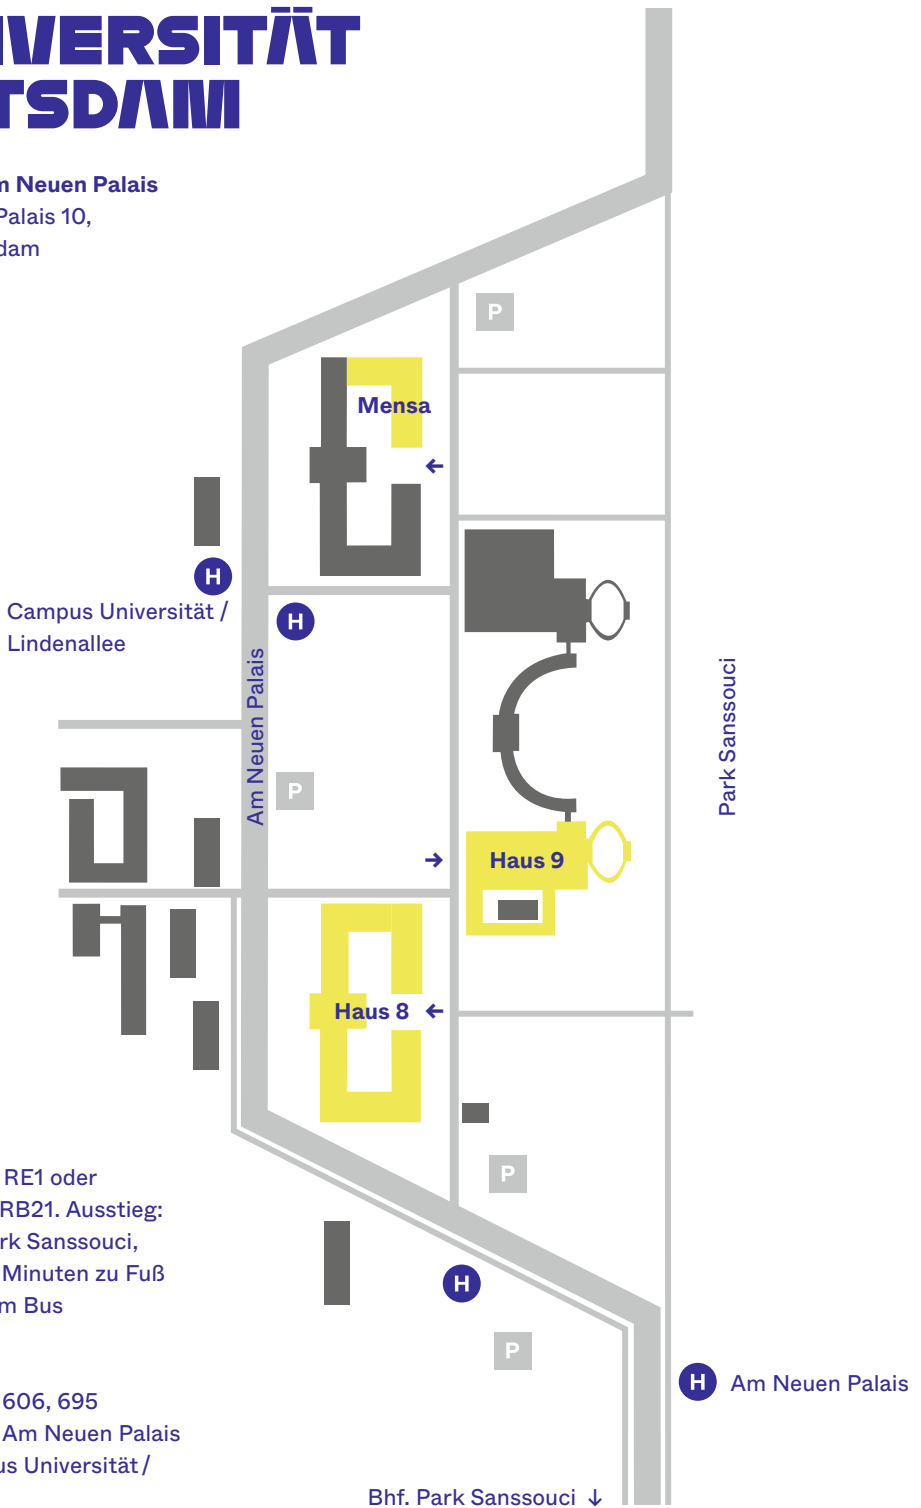 IVERSITÄT
TSDAM
m Neuen Palais
Palais 10,
dam
P
Mensa
←
H
Campus Universität /
Lindenallee
H
Am Neuen Palais
Park Sanssouci
P
→
Haus 9
Haus 8 ←
P
RE1 oder
RB21. Ausstieg:
rk Sanssouci,
Minuten zu Fuß
m Bus
H
P
606, 695
Am Neuen Palais
us Universität /
H Am Neuen Palais
Bhf. Park Sanssouci ↓